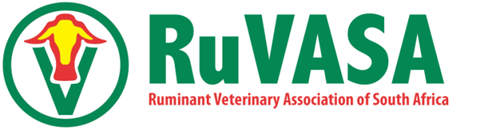 RuVASA
Ruminant Veterinary Association of South Africa